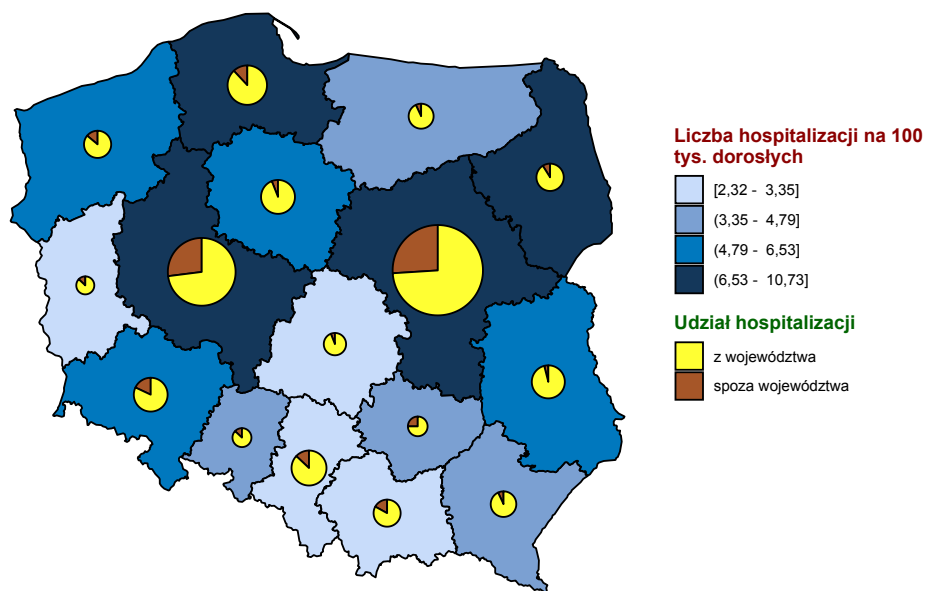 Liczba hospitalizacji na 100
tys. dorosłych
[2,32 - 3,35]
(3,35 - 4,79]
(4,79 - 6,53]
(6,53 - 10,73]
Udział hospitalizacji
z województwa
spoza województwa